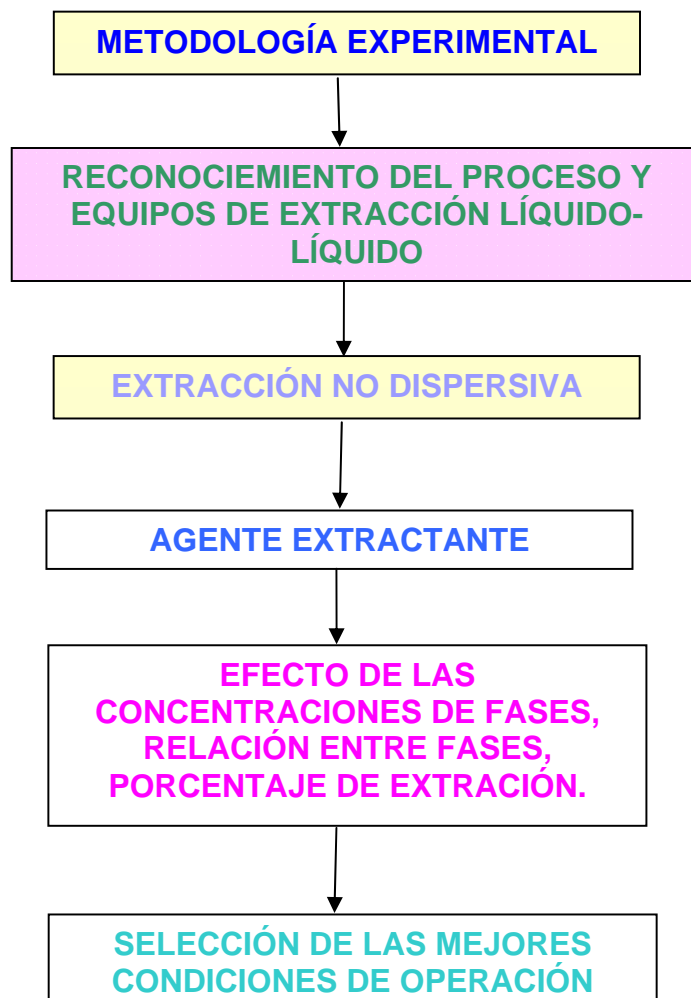 METODOLOGÍA EXPERIMENTAL
RECONOCIEMIENTO DEL PROCESO Y
EQUIPOS DE EXTRACCIÓN LÍQUIDO-
LÍQUIDO
EXTRACCIÓN NO DISPERSIVA
AGENTE EXTRACTANTE
EFECTO DE LAS
CONCENTRACIONES DE FASES,
RELACIÓN ENTRE FASES,
PORCENTAJE DE EXTRACIÓN.
SELECCIÓN DE LAS MEJORES
CONDICIONES DE OPERACIÓN